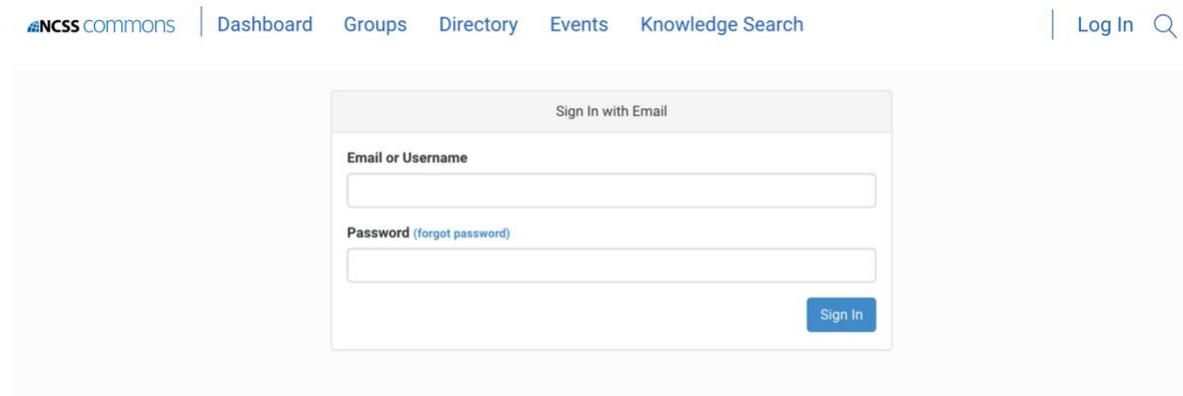 NCSS commons Dashboard Groups Directory Events Knowledge Search Log In
Sign In with Email
Email or Username
Password (forgot password)
Sign In